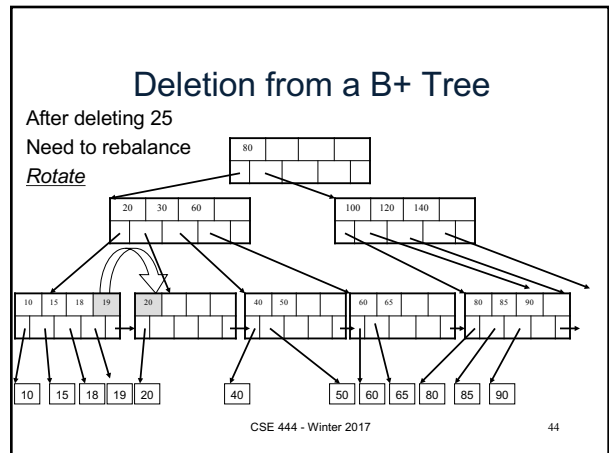 Deletion from a B+ Tree
After deleting 25
Need to rebalance
Rotate
80
20 30 60
100 120 140
10 15 18 19
20
40 50
60 65
80 85 90
10 15 18 19 20 40 50 60 65 80 85 90
CSE 444 - Winter 2017 44